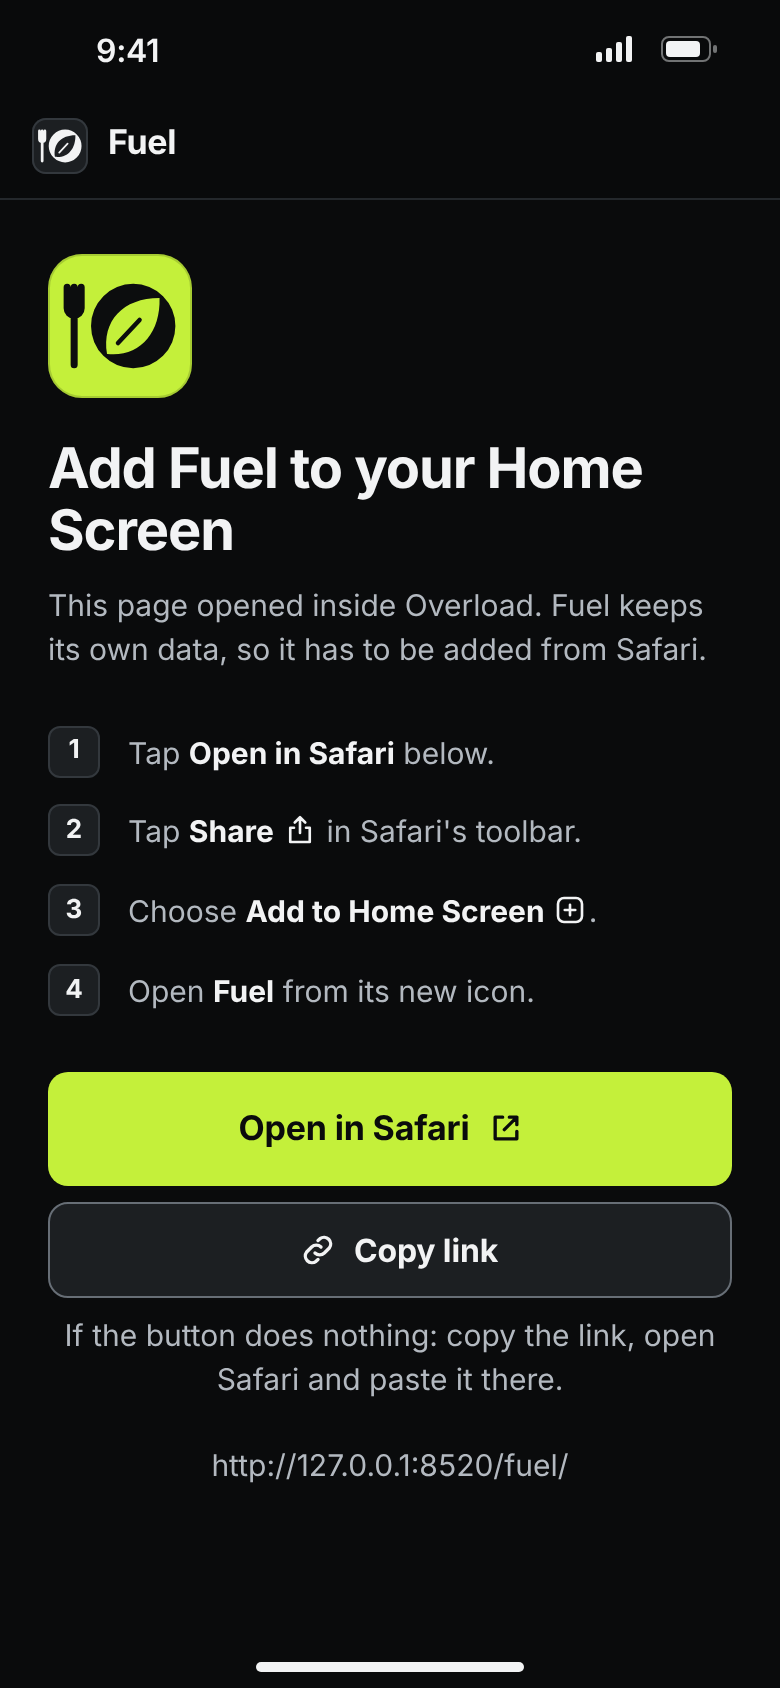 9:41
Fuel
Add Fuel to your Home
Screen
This page opened inside Overload. Fuel keeps
its own data, so it has to be added from Safari.
1 Tap Open in Safari below.
2 Tap Share in Safari's toolbar.
3 Choose Add to Home Screen .
4 Open Fuel from its new icon.
Open in Safari
Copy link
If the button does nothing: copy the link, open
Safari and paste it there.
http://127.0.0.1:8520/fuel/